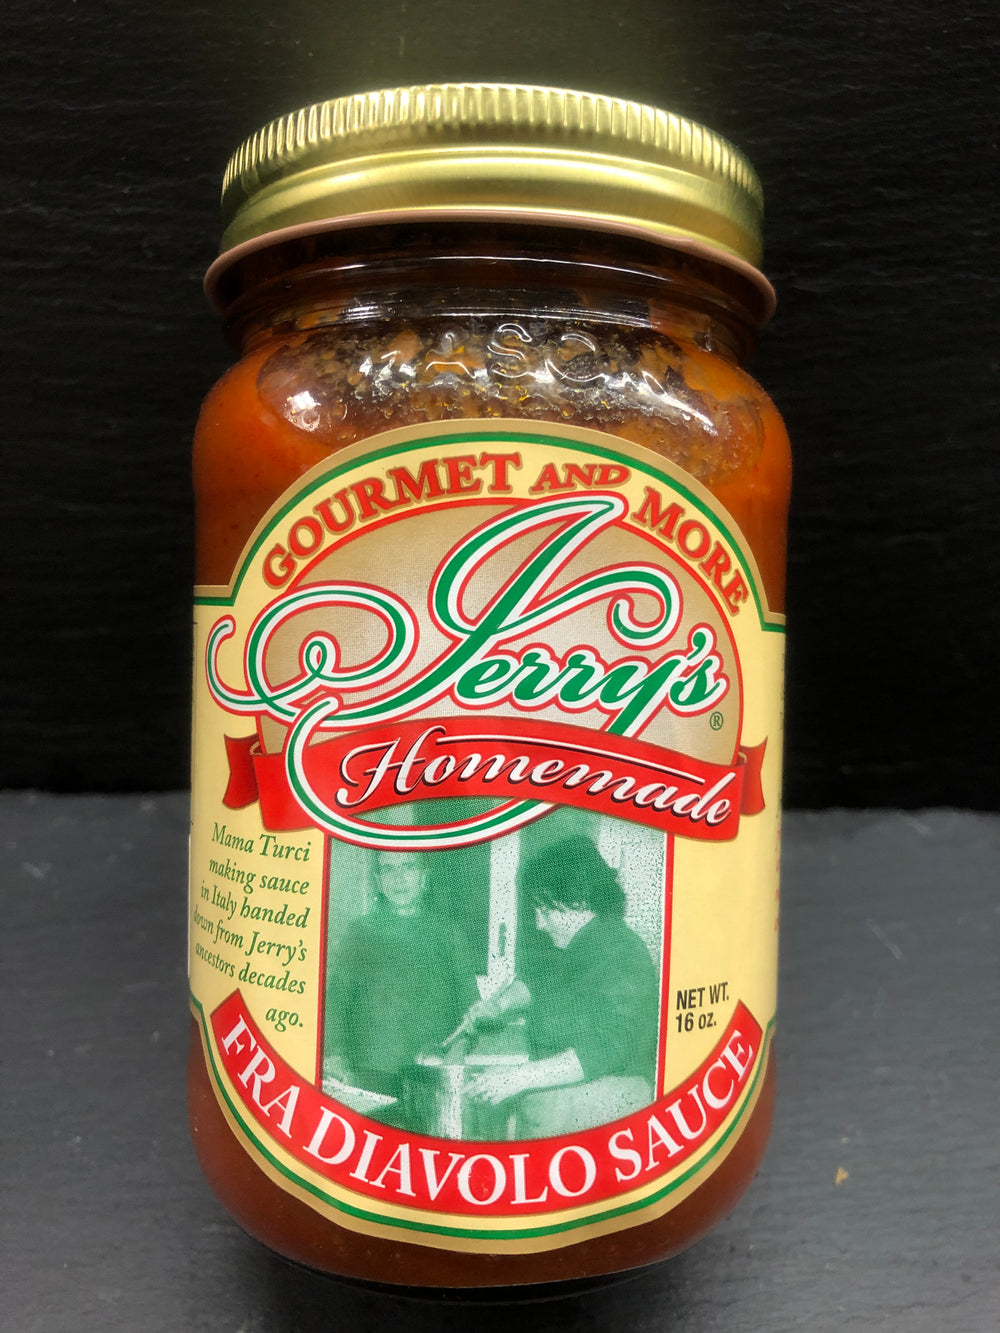 MASON
GOURMET AND MORE
Jerry's ®
Homemade
Mama Turci
making sauce
in Italy handed
down from Jerry's
ancestors decades
ago.
NET WT.
16 oz.
FRA DIAVOLO SAUCE